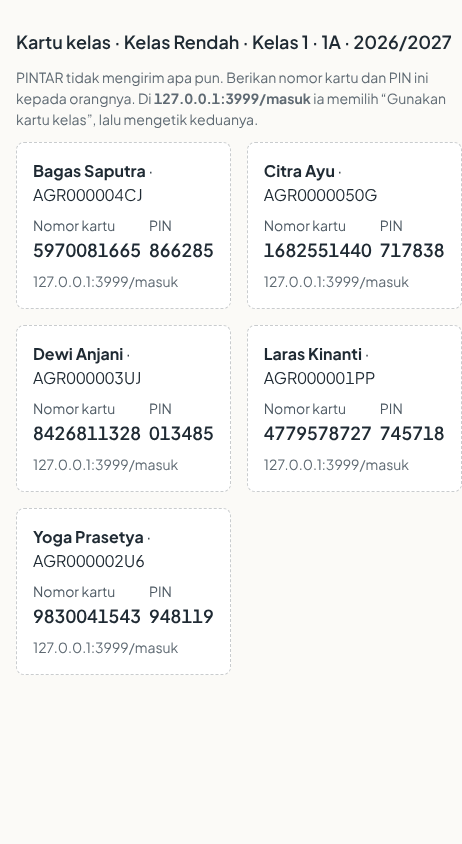 Kartu kelas · Kelas Rendah · Kelas 1 · 1A · 2026/2027
PINTAR tidak mengirim apa pun. Berikan nomor kartu dan PIN ini
kepada orangnya. Di 127.0.0.1:3999/masuk ia memilih “Gunakan
kartu kelas”, lalu mengetik keduanya.
Bagas Saputra ·
AGR000004CJ
Nomor kartu PIN
5970081665 866285
127.0.0.1:3999/masuk
Citra Ayu ·
AGR0000050G
Nomor kartu PIN
1682551440 717838
127.0.0.1:3999/masuk
Dewi Anjani ·
AGR000003UJ
Nomor kartu PIN
8426811328 013485
127.0.0.1:3999/masuk
Laras Kinanti ·
AGR000001PP
Nomor kartu PIN
4779578727 745718
127.0.0.1:3999/masuk
Yoga Prasetya ·
AGR000002U6
Nomor kartu PIN
9830041543 948119
127.0.0.1:3999/masuk